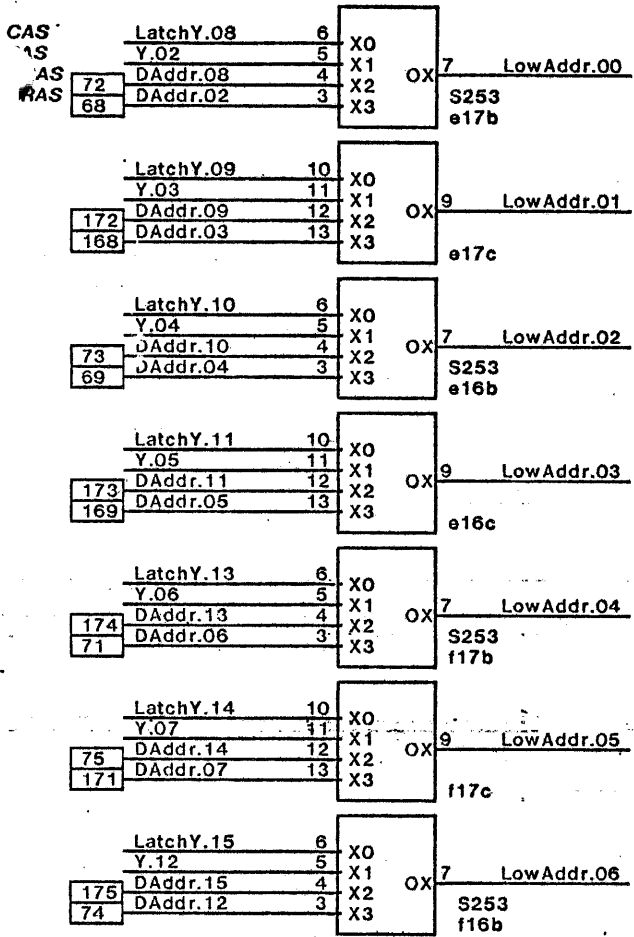 CAS LatchY.08 6 X0
AS Y.02 5 X1
AS 72 DAddr.08 4 X2 OX 7 LowAddr.00
RAS 68 DAddr.02 3 X3 S253
e17b
LatchY.09 10 X0
Y.03 11 X1
172 DAddr.09 12 X2 OX 9 LowAddr.01
168 DAddr.03 13 X3
e17c
LatchY.10 6 X0
Y.04 5 X1
73 DAddr.10 4 X2 OX 7 LowAddr.02
69 DAddr.04 3 X3 S253
e16b
LatchY.11 10 X0
Y.05 11 X1
173 DAddr.11 12 X2 OX 9 LowAddr.03
169 DAddr.05 13 X3
e16c
LatchY.13 6 X0
Y.06 5 X1
174 DAddr.13 4 X2 OX 7 LowAddr.04
71 DAddr.06 3 X3 S253
f17b
LatchY.14 10 X0
Y.07 11 X1
75 DAddr.14 12 X2 OX 9 LowAddr.05
171 DAddr.07 13 X3
f17c
LatchY.15 6 X0
Y.12 5 X1
175 DAddr.15 4 X2 OX 7 LowAddr.06
74 DAddr.12 3 X3 S253
f16b